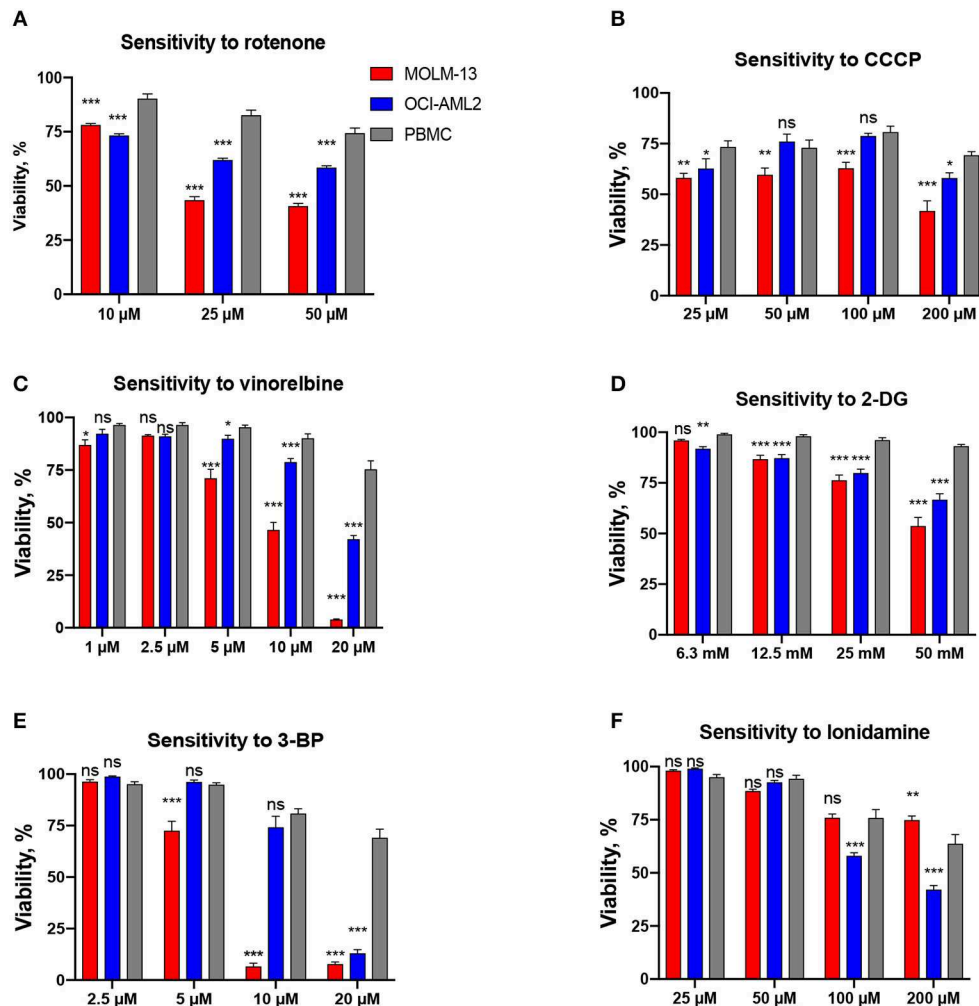 A
Sensitivity to rotenone
MOLM-13
OCI-AML2
PBMC
Viability, %
100
75
50
25
0
*** *** *** *** *** ***
10 µM 25 µM 50 µM
B
Sensitivity to CCCP
Viability, %
100
75
50
25
0
** * ** ns *** ns *** *
25 µM 50 µM 100 µM 200 µM
C
Sensitivity to vinorelbine
Viability, %
100
75
50
25
0
* ns ns ns *** * *** *** *** ***
1 µM 2.5 µM 5 µM 10 µM 20 µM
D
Sensitivity to 2-DG
Viability, %
100
75
50
25
0
ns ** *** *** *** *** *** ***
6.3 mM 12.5 mM 25 mM 50 mM
E
Sensitivity to 3-BP
Viability, %
100
75
50
25
0
ns ns *** ns *** ns *** ***
2.5 µM 5 µM 10 µM 20 µM
F
Sensitivity to lonidamine
Viability, %
100
75
50
25
0
ns ns ns ns ns *** ** ***
25 µM 50 µM 100 µM 200 µM